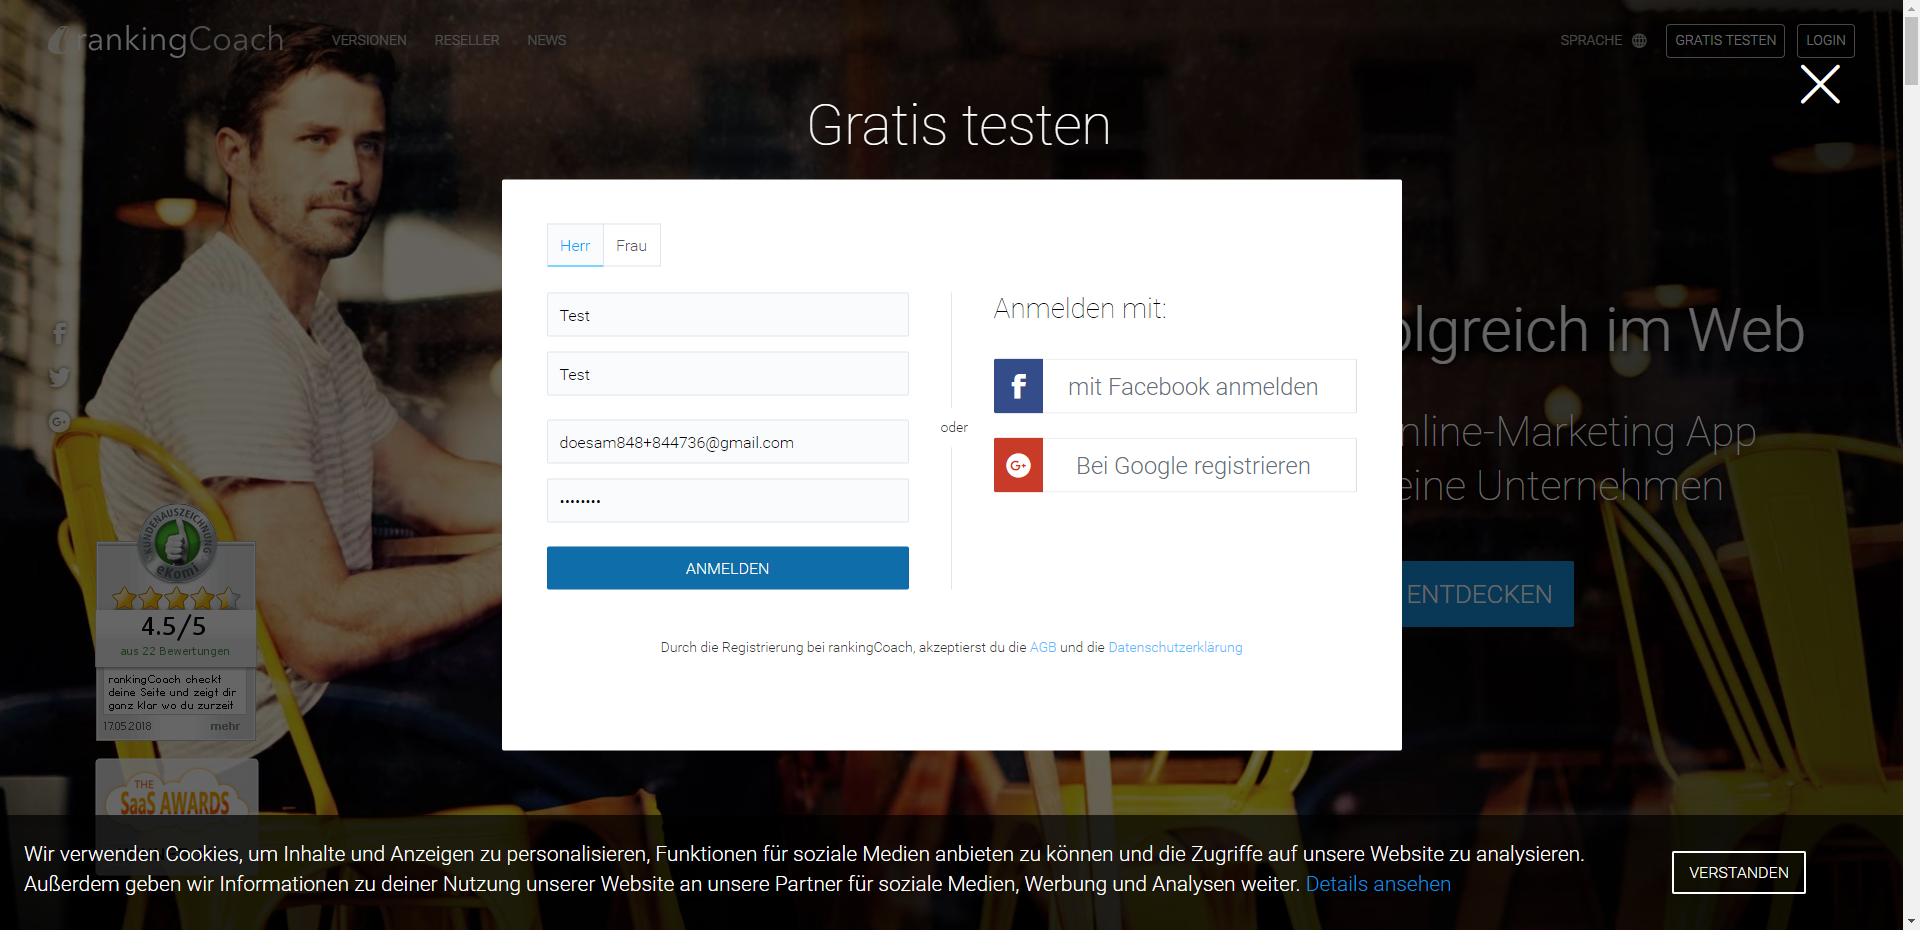 rankingCoach
VERSIONEN RESELLER NEWS
SPRACHE GRATIS TESTEN LOGIN
Gratis testen
Herr Frau
Test
Test
doesam848+844736@gmail.com
••••••••
ANMELDEN
oder
Anmelden mit:
mit Facebook anmelden
G+ Bei Google registrieren
Durch die Registrierung bei rankingCoach, akzeptierst du die AGB und die Datenschutzerklärung
olgreich im Web
nline-Marketing App
eine Unternehmen
ENTDECKEN
KUNDENAUSZEICHNUNG
eKomi
4.5/5
aus 22 Bewertungen
rankingCoach checkt
deine Seite und zeigt dir
ganz klar wo du zurzeit
17.05.2018 mehr
THE
SaaS AWARDS
Wir verwenden Cookies, um Inhalte und Anzeigen zu personalisieren, Funktionen für soziale Medien anbieten zu können und die Zugriffe auf unsere Website zu analysieren.
Außerdem geben wir Informationen zu deiner Nutzung unserer Website an unsere Partner für soziale Medien, Werbung und Analysen weiter. Details ansehen
VERSTANDEN